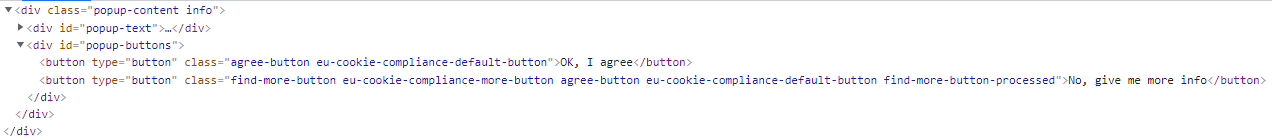 ▼<div class="popup-content info">
▶<div id="popup-text">…</div>
▼<div id="popup-buttons">
<button type="button" class="agree-button eu-cookie-compliance-default-button">OK, I agree</button>
<button type="button" class="find-more-button eu-cookie-compliance-more-button agree-button eu-cookie-compliance-default-button find-more-button-processed">No, give me more info</button>
</div>
</div>
</div>